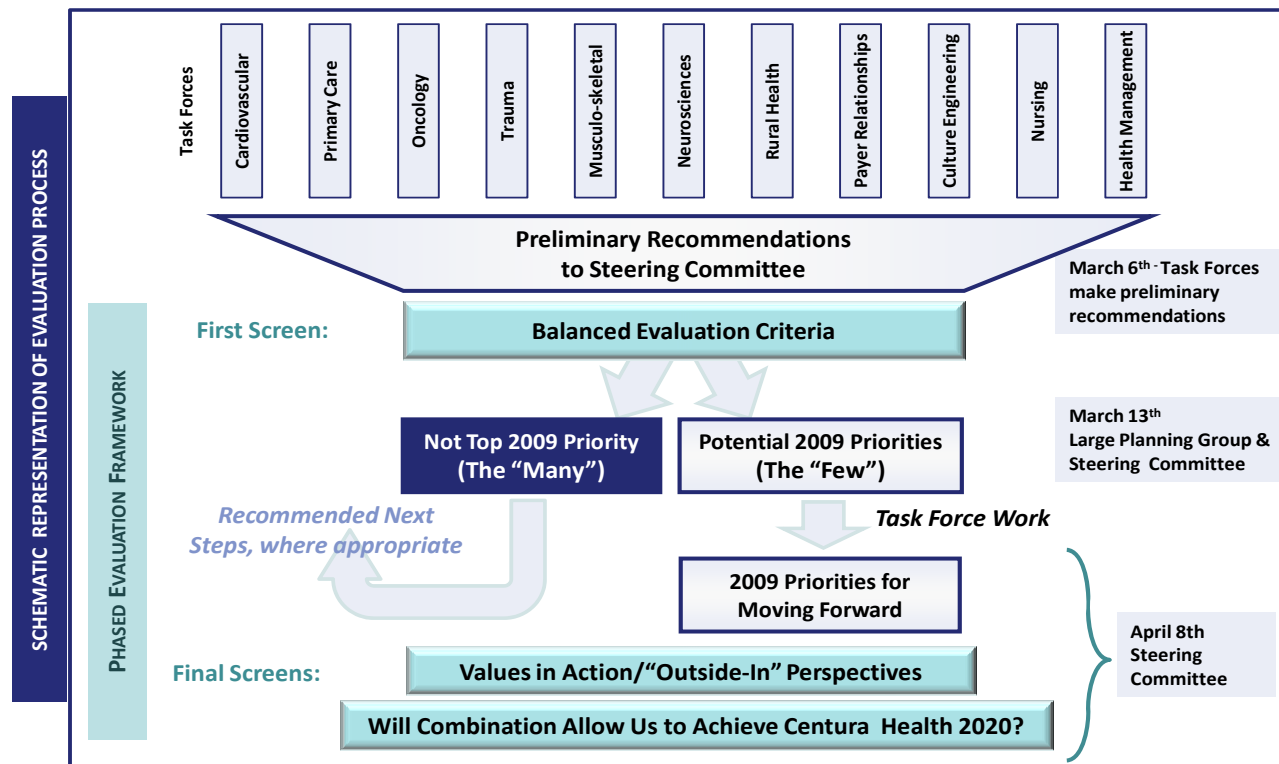 SCHEMATIC REPRESENTATION OF EVALUATION PROCESS
PHASED EVALUATION FRAMEWORK
Task Forces
Cardiovascular
Primary Care
Oncology
Trauma
Musculo-skeletal
Neurosciences
Rural Health
Payer Relationships
Culture Engineering
Nursing
Health Management
Preliminary Recommendations
to Steering Committee
March 6th - Task Forces
make preliminary
recommendations
First Screen:
Balanced Evaluation Criteria
Not Top 2009 Priority
(The “Many”)
Potential 2009 Priorities
(The “Few”)
March 13th
Large Planning Group &
Steering Committee
Recommended Next
Steps, where appropriate
Task Force Work
2009 Priorities for
Moving Forward
April 8th
Steering
Committee
Final Screens:
Values in Action/“Outside-In” Perspectives
Will Combination Allow Us to Achieve Centura Health 2020?